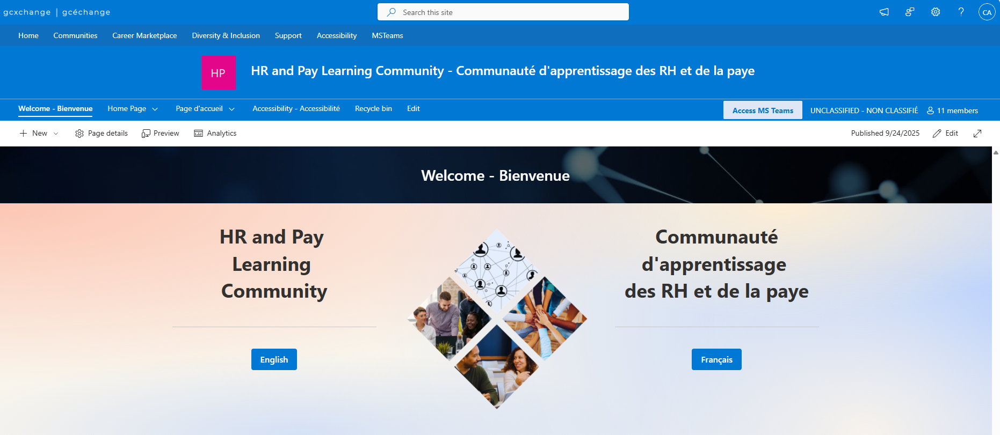 gcxchange | gcéchange
Search this site
CA
Home Communities Career Marketplace Diversity & Inclusion Support Accessibility MSTeams
HP
HR and Pay Learning Community - Communauté d'apprentissage des RH et de la paye
Welcome - Bienvenue Home Page Page d'accueil Accessibility - Accessibilité Recycle bin Edit
Access MS Teams UNCLASSIFIED - NON CLASSIFIÉ 11 members
New Page details Preview Analytics
Published 9/24/2025 Edit
Welcome - Bienvenue
HR and Pay
Learning
Community
English
Communauté
d'apprentissage
des RH et de la paye
Français